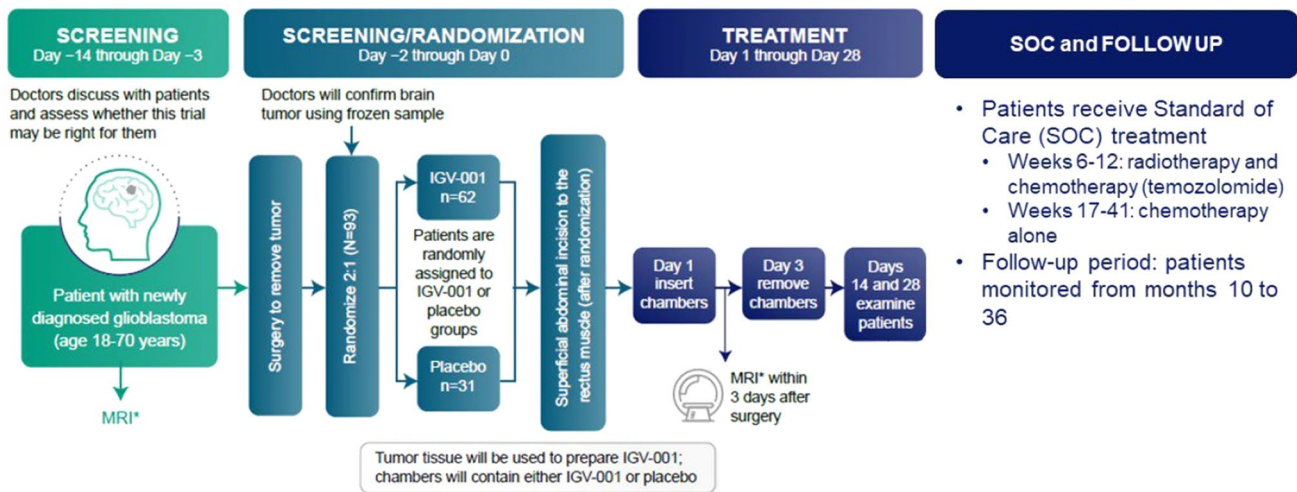 SCREENING
Day –14 through Day –3
Doctors discuss with patients
and assess whether this trial
may be right for them
Patient with newly
diagnosed glioblastoma
(age 18-70 years)
MRI*
SCREENING/RANDOMIZATION
Day –2 through Day 0
Doctors will confirm brain
tumor using frozen sample
Surgery to remove tumor
Randomize 2:1 (N=93)
IGV-001
n=62
Patients are
randomly
assigned to
IGV-001 or
placebo
groups
Placebo
n=31
Superficial abdominal incision to the
rectus muscle (after randomization)
Tumor tissue will be used to prepare IGV-001;
chambers will contain either IGV-001 or placebo
TREATMENT
Day 1 through Day 28
Day 1
insert
chambers
MRI* within
3 days after
surgery
Day 3
remove
chambers
Days
14 and 28
examine
patients
SOC and FOLLOW UP
• Patients receive Standard of
Care (SOC) treatment
• Weeks 6-12: radiotherapy and
chemotherapy (temozolomide)
• Weeks 17-41: chemotherapy
alone
• Follow-up period: patients
monitored from months 10 to
36